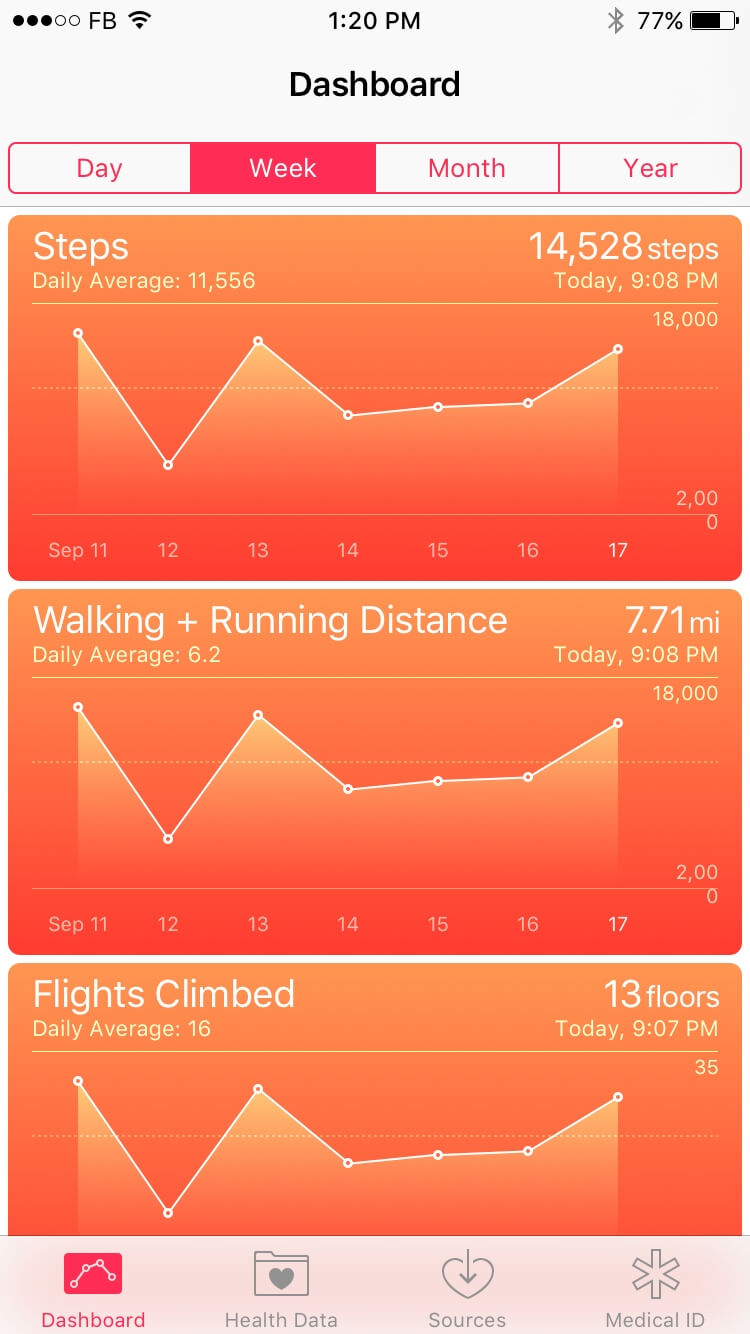 FB 1:20 PM 77%
Dashboard
Day Week Month Year
Steps 14,528 steps
Daily Average: 11,556 Today, 9:08 PM
18,000
2,00
0
Sep 11 12 13 14 15 16 17
Walking + Running Distance 7.71 mi
Daily Average: 6.2 Today, 9:08 PM
18,000
2,00
0
Sep 11 12 13 14 15 16 17
Flights Climbed 13 floors
Daily Average: 16 Today, 9:07 PM
35
Dashboard Health Data Sources Medical ID